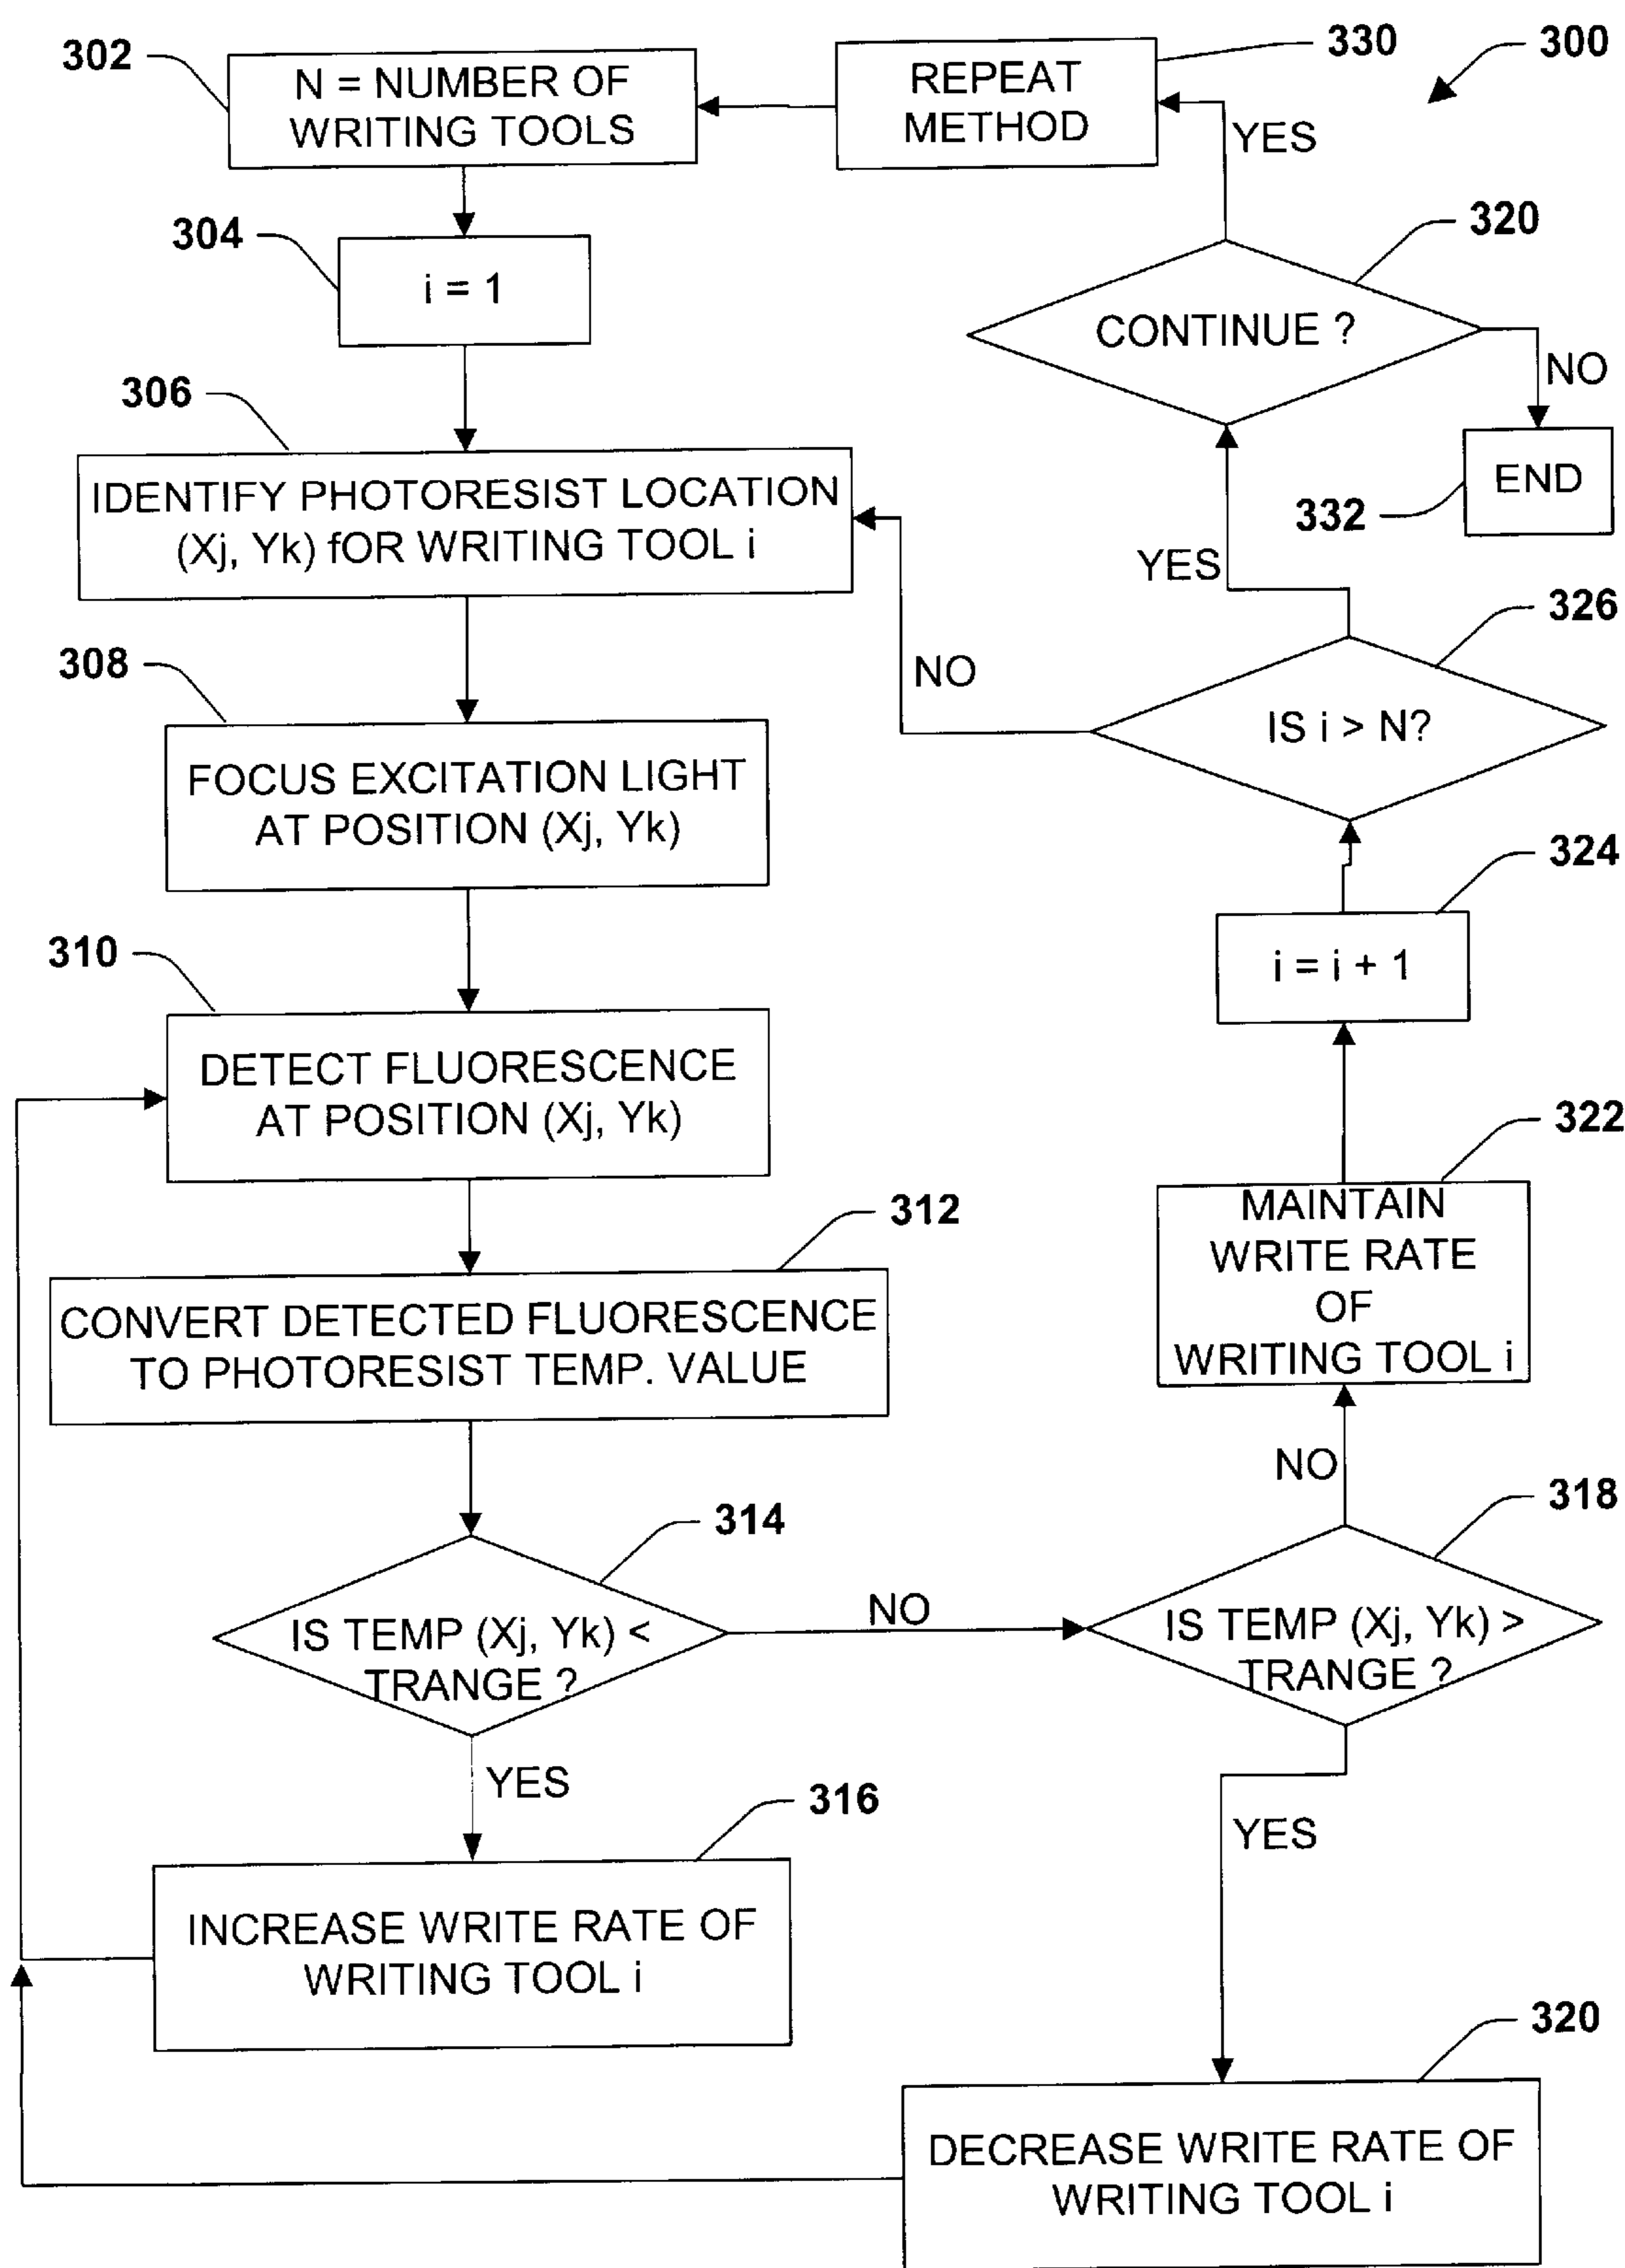 302
N = NUMBER OF
WRITING TOOLS
330
REPEAT
METHOD
300
YES
304
i = 1
320
CONTINUE ?
NO
306
IDENTIFY PHOTORESIST LOCATION
(Xj, Yk) fOR WRITING TOOL i
END
332
YES
326
308
NO
IS i > N?
FOCUS EXCITATION LIGHT
AT POSITION (Xj, Yk)
324
310
i = i + 1
DETECT FLUORESCENCE
AT POSITION (Xj, Yk)
322
312
MAINTAIN
WRITE RATE
OF
WRITING TOOL i
CONVERT DETECTED FLUORESCENCE
TO PHOTORESIST TEMP. VALUE
NO
314
318
IS TEMP (Xj, Yk) <
TRANGE ?
NO
IS TEMP (Xj, Yk) >
TRANGE ?
YES
316
YES
INCREASE WRITE RATE OF
WRITING TOOL i
320
DECREASE WRITE RATE OF
WRITING TOOL i